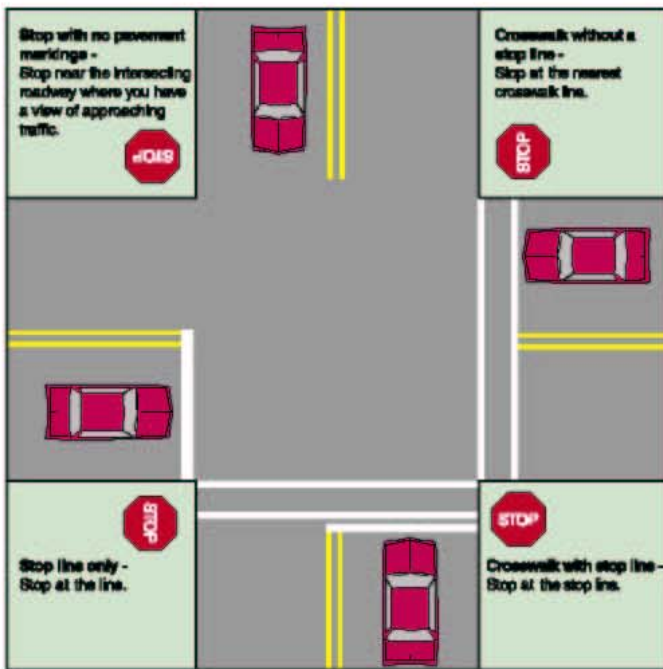 Stop with no pavement
markings -
Stop near the intersecting
roadway where you have
a view of approaching
traffic.
STOP
Crosswalk without a
stop line -
Stop at the nearest
crosswalk line.
STOP
STOP
Stop line only -
Stop at the line.
STOP
Crosswalk with stop line -
Stop at the stop line.